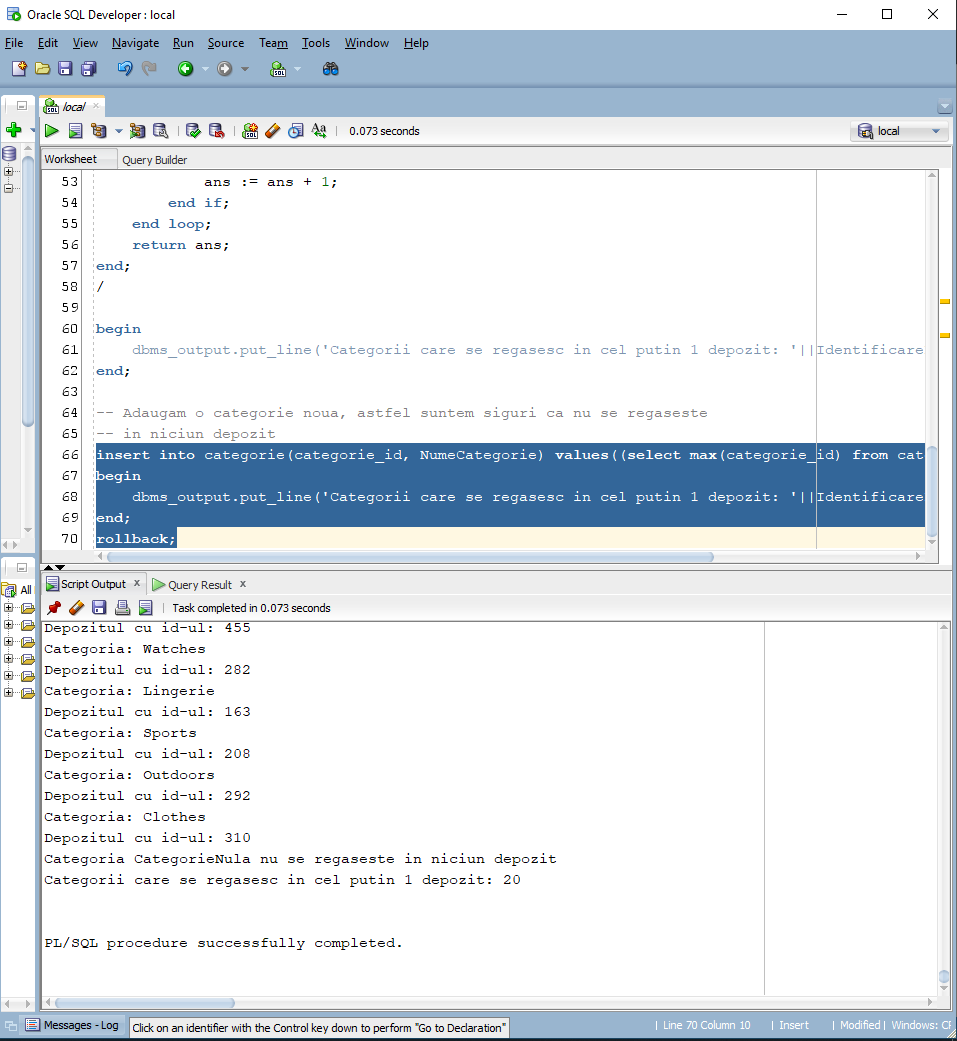 Oracle SQL Developer : local
File Edit View Navigate Run Source Team Tools Window Help
local
0.073 seconds
local
Worksheet Query Builder
53 ans := ans + 1;
54 end if;
55 end loop;
56 return ans;
57 end;
58 /
59
60 begin
61 dbms_output.put_line('Categorii care se regasesc in cel putin 1 depozit: '||Identificare
62 end;
63
64 -- Adaugam o categorie noua, astfel suntem siguri ca nu se regaseste
65 -- in niciun depozit
66 insert into categorie(categorie_id, NumeCategorie) values((select max(categorie_id) from cat
67 begin
68 dbms_output.put_line('Categorii care se regasesc in cel putin 1 depozit: '||Identificare
69 end;
70 rollback;
Script Output x Query Result x
All
Task completed in 0.073 seconds
Depozitul cu id-ul: 455
Categoria: Watches
Depozitul cu id-ul: 282
Categoria: Lingerie
Depozitul cu id-ul: 163
Categoria: Sports
Depozitul cu id-ul: 208
Categoria: Outdoors
Depozitul cu id-ul: 292
Categoria: Clothes
Depozitul cu id-ul: 310
Categoria CategorieNula nu se regaseste in niciun depozit
Categorii care se regasesc in cel putin 1 depozit: 20
PL/SQL procedure successfully completed.
Messages - Log Click on an identifier with the Control key down to perform "Go to Declaration" | Line 70 Column 10 | Insert | Modified | Windows: